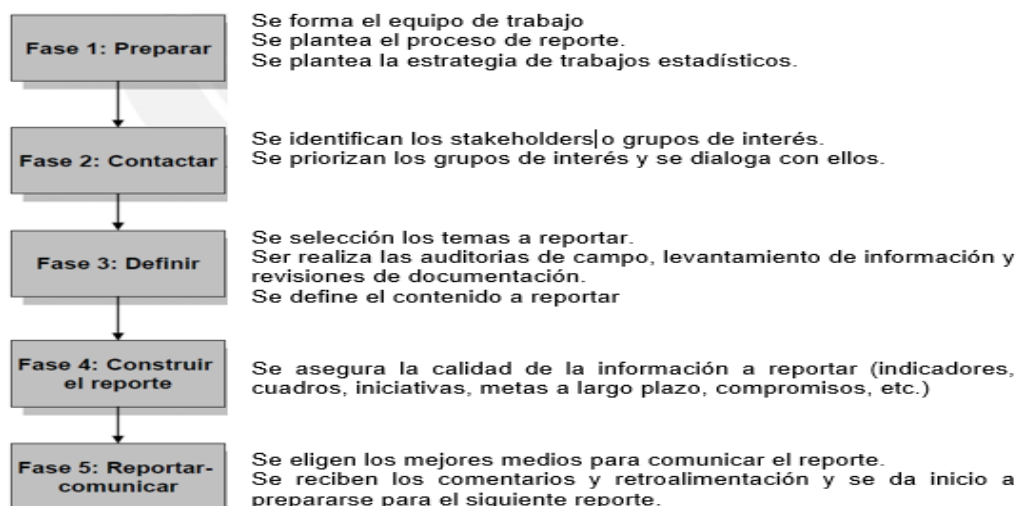 Fase 1: Preparar
Se forma el equipo de trabajo
Se plantea el proceso de reporte.
Se plantea la estrategia de trabajos estadísticos.
Fase 2: Contactar
Se identifican los stakeholders o grupos de interés.
Se priorizan los grupos de interés y se dialoga con ellos.
Fase 3: Definir
Se selección los temas a reportar.
Ser realiza las auditorias de campo, levantamiento de información y
revisiones de documentación.
Se define el contenido a reportar
Fase 4: Construir
el reporte
Se asegura la calidad de la información a reportar (indicadores,
cuadros, iniciativas, metas a largo plazo, compromisos, etc.)
Fase 5: Reportar-
comunicar
Se eligen los mejores medios para comunicar el reporte.
Se reciben los comentarios y retroalimentación y se da inicio a
prepararse para el siguiente reporte.